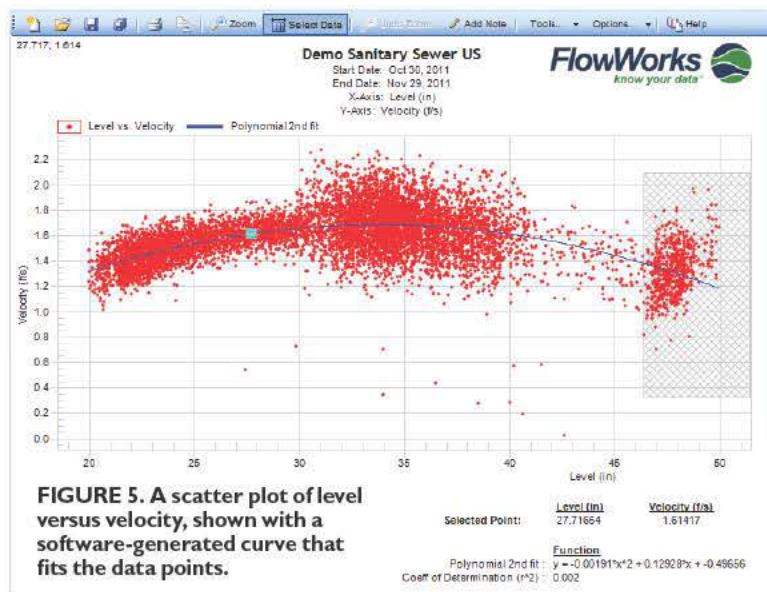 Zoom Select Data Undo Zoom Add Note Tools... Options... Help
27.717, 1.614
Demo Sanitary Sewer US
Start Date: Oct 30, 2011
End Date: Nov 29, 2011
X-Axis: Level (in)
Y-Axis: Velocity (f/s)
FlowWorks
know your data
Level vs. Velocity Polynomial 2nd fit
2.2
2.0
1.8
1.6
1.4
1.2
1.0
0.8
0.6
0.4
0.2
0.0
Velocity (f/s)
20 25 30 35 40 45 50
Level (in)
FIGURE 5. A scatter plot of level
versus velocity, shown with a
software-generated curve that
fits the data points.
Level (in) Velocity (f/s)
Selected Point: 27.71664 1.61417
Function
Polynomial 2nd fit : y = -0.00191*x^2 + 0.12928*x + -0.49656
Coeff of Determination (r^2) : 0.002